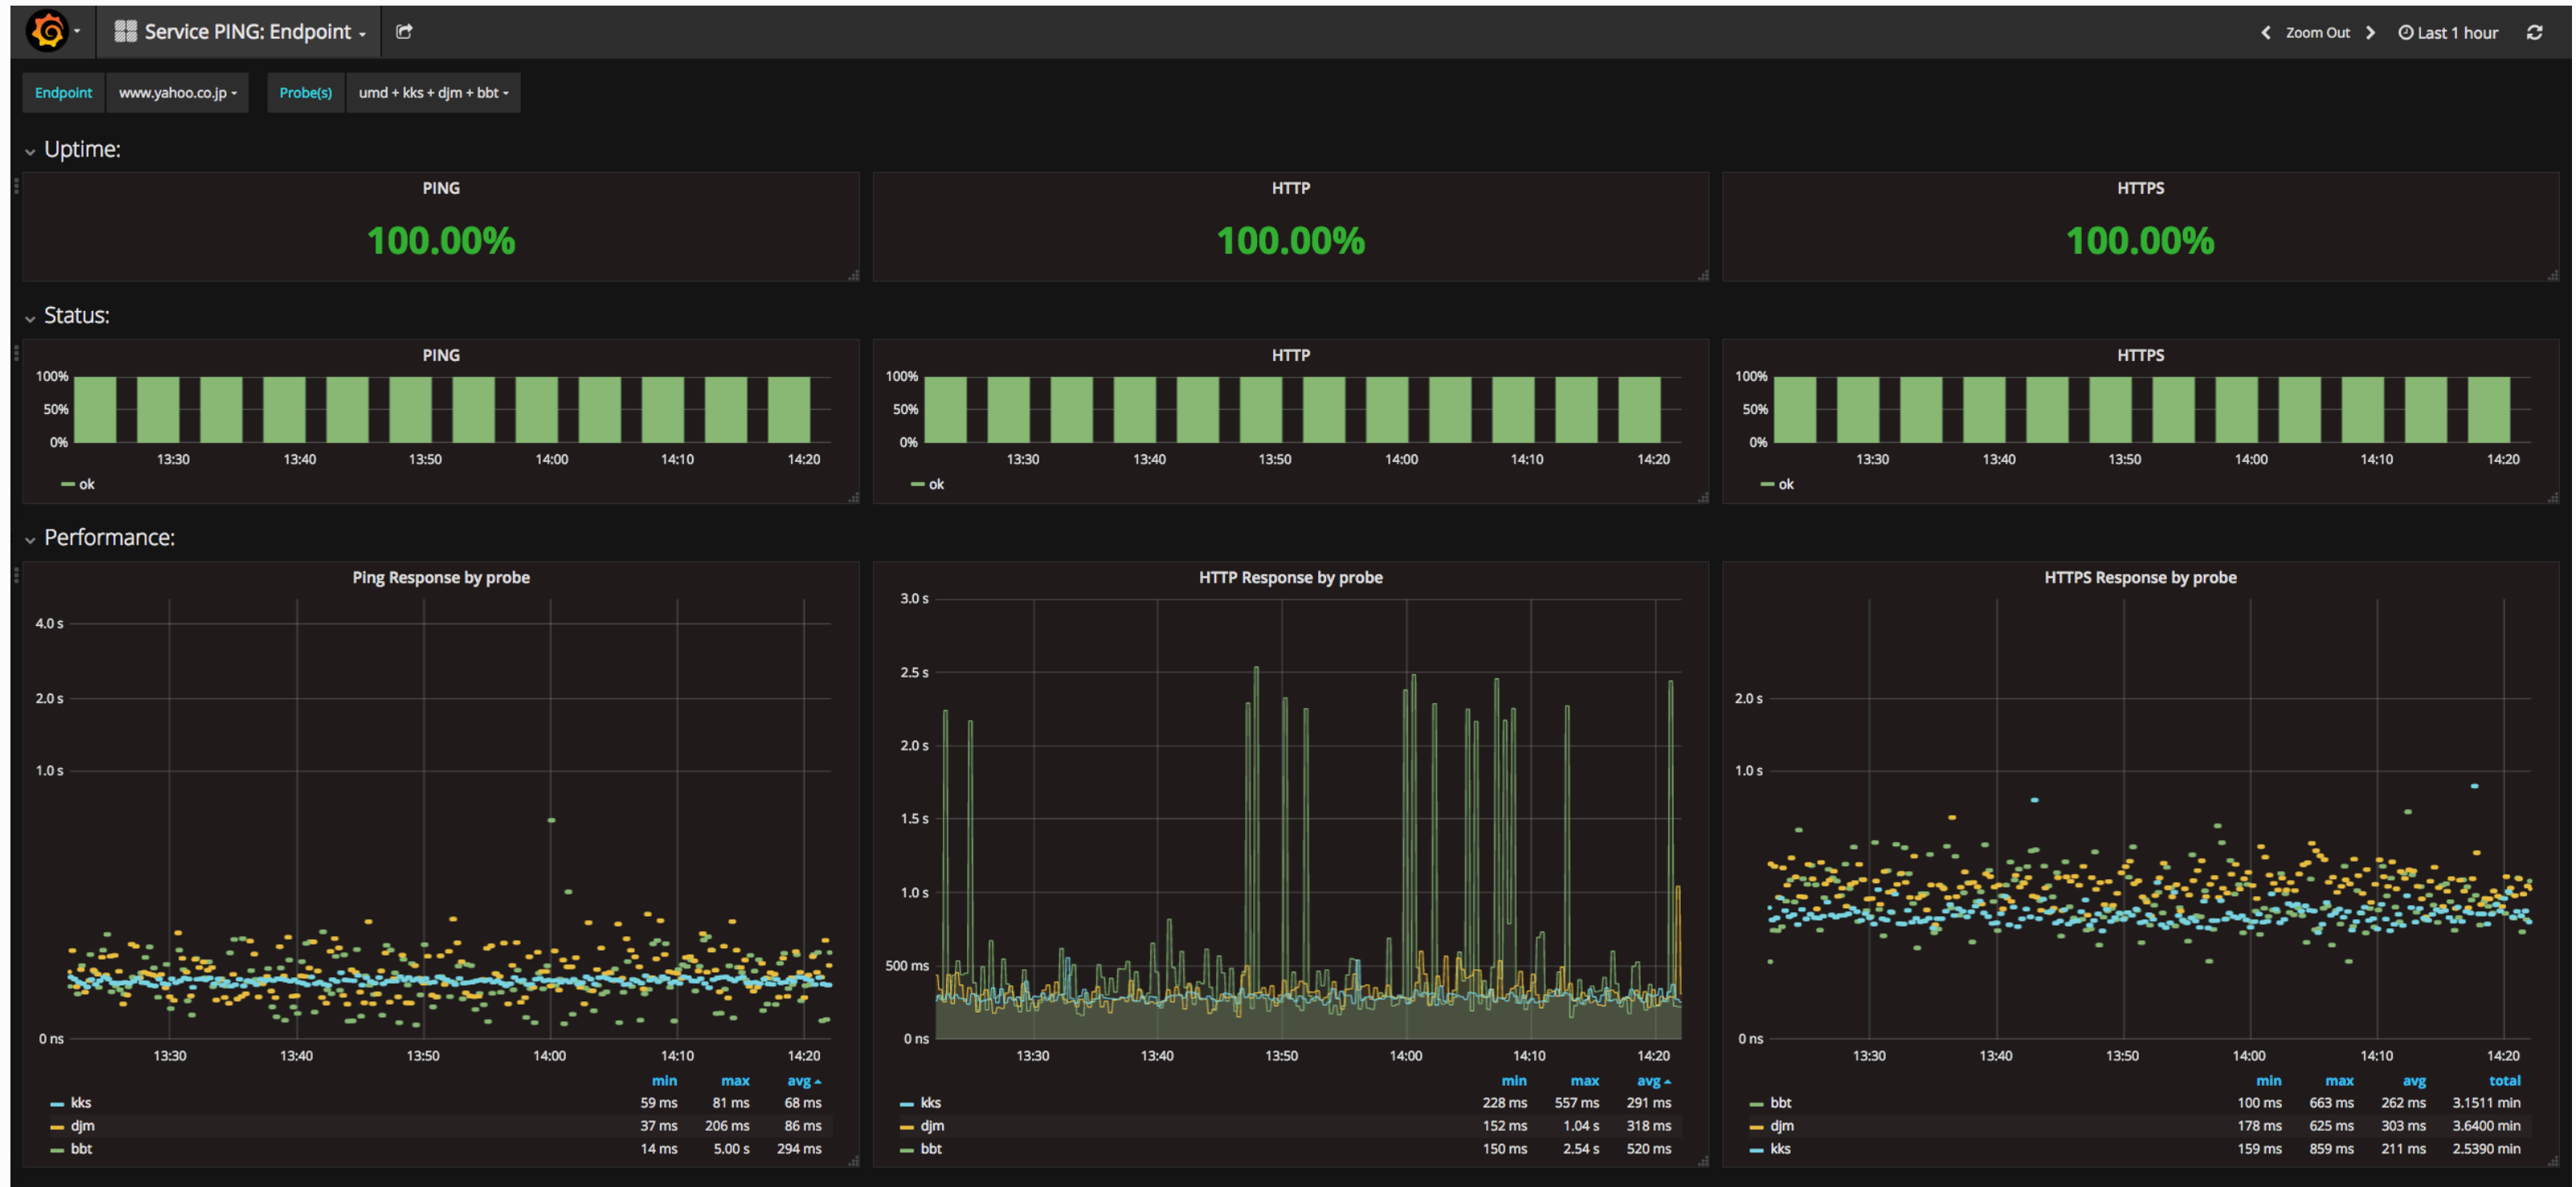 Service PING: Endpoint
Zoom Out
Last 1 hour
Endpoint www.yahoo.co.jp Probe(s) umd + kks + djm + bbt
Uptime:
PING
100.00%
HTTP
100.00%
HTTPS
100.00%
Status:
PING
100%
50%
0%
13:30 13:40 13:50 14:00 14:10 14:20
ok
HTTP
100%
50%
0%
13:30 13:40 13:50 14:00 14:10 14:20
ok
HTTPS
100%
50%
0%
13:30 13:40 13:50 14:00 14:10 14:20
ok
Performance:
Ping Response by probe
4.0 s
2.0 s
1.0 s
0 ns
13:30 13:40 13:50 14:00 14:10 14:20
min max avg
kks 59 ms 81 ms 68 ms
djm 37 ms 206 ms 86 ms
bbt 14 ms 5.00 s 294 ms
HTTP Response by probe
3.0 s
2.5 s
2.0 s
1.5 s
1.0 s
500 ms
0 ns
13:30 13:40 13:50 14:00 14:10 14:20
min max avg
kks 228 ms 557 ms 291 ms
djm 152 ms 1.04 s 318 ms
bbt 150 ms 2.54 s 520 ms
HTTPS Response by probe
2.0 s
1.0 s
0 ns
13:30 13:40 13:50 14:00 14:10 14:20
min max avg total
bbt 100 ms 663 ms 262 ms 3.1511 min
djm 178 ms 625 ms 303 ms 3.6400 min
kks 159 ms 859 ms 211 ms 2.5390 min